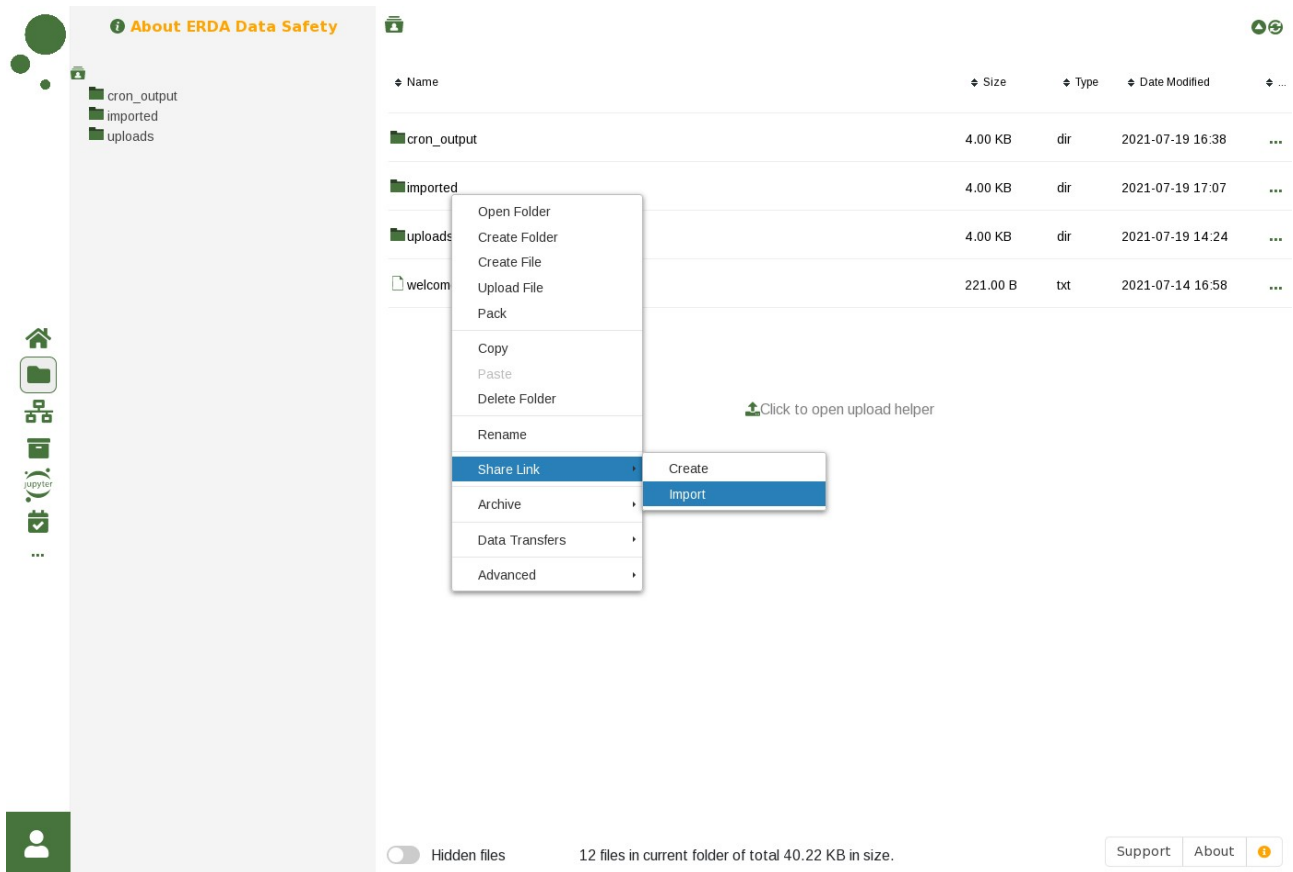 About ERDA Data Safety
cron_output
imported
uploads
Name Size Type Date Modified ...
cron_output 4.00 KB dir 2021-07-19 16:38 ...
imported 4.00 KB dir 2021-07-19 17:07 ...
uploads 4.00 KB dir 2021-07-19 14:24 ...
welcom 221.00 B txt 2021-07-14 16:58 ...
Open Folder
Create Folder
Create File
Upload File
Pack
Copy
Paste
Delete Folder
Rename
Share Link
Create
Import
Archive
Data Transfers
Advanced
Click to open upload helper
jupyter
...
Hidden files 12 files in current folder of total 40.22 KB in size.
Support About